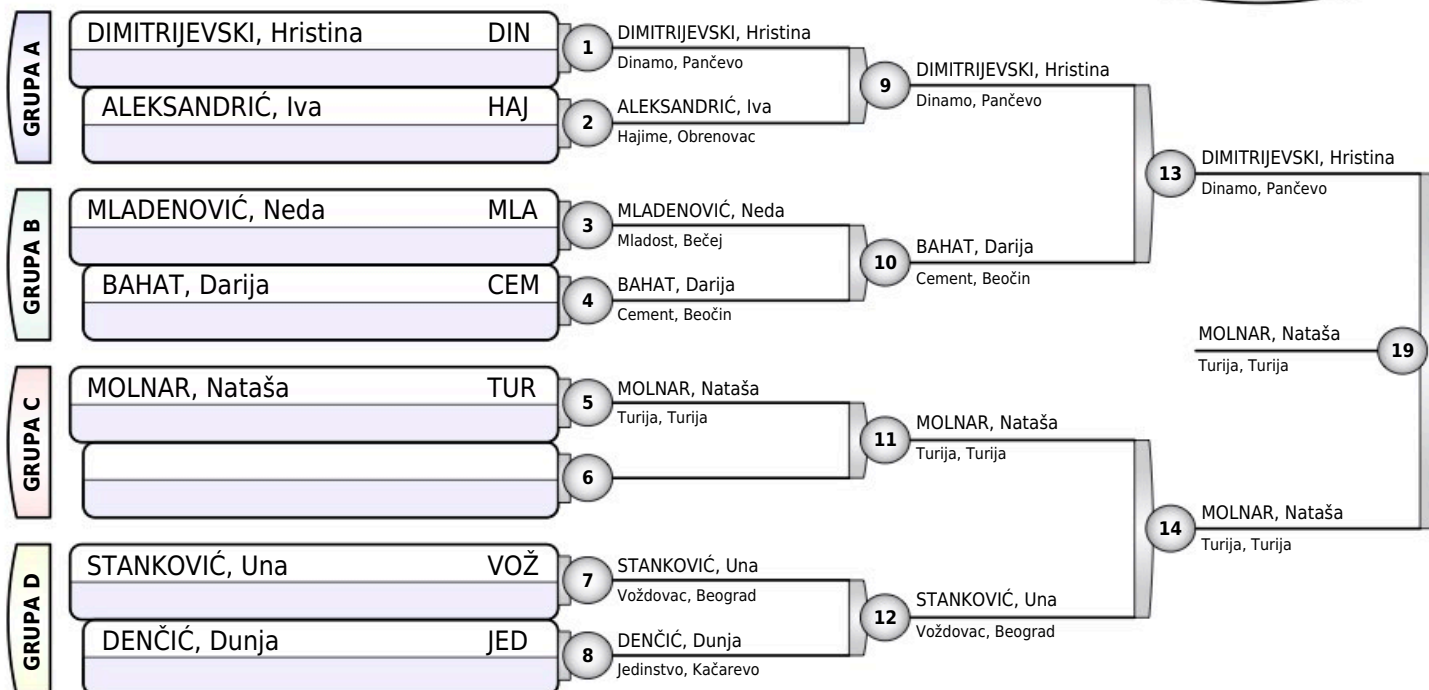 GRUPA A
DIMITRIJEVSKI, Hristina DIN
ALEKSANDRIĆ, Iva HAJ
1
DIMITRIJEVSKI, Hristina
Dinamo, Pančevo
2
ALEKSANDRIĆ, Iva
Hajime, Obrenovac
9
DIMITRIJEVSKI, Hristina
Dinamo, Pančevo
GRUPA B
MLADENOVIĆ, Neda MLA
BAHAT, Darija CEM
3
MLADENOVIĆ, Neda
Mladost, Bečej
4
BAHAT, Darija
Cement, Beočin
10
BAHAT, Darija
Cement, Beočin
13
DIMITRIJEVSKI, Hristina
Dinamo, Pančevo
GRUPA C
MOLNAR, Nataša TUR
5
MOLNAR, Nataša
Turija, Turija
6
11
MOLNAR, Nataša
Turija, Turija
GRUPA D
STANKOVIĆ, Una VOŽ
DENČIĆ, Dunja JED
7
STANKOVIĆ, Una
Voždovac, Beograd
8
DENČIĆ, Dunja
Jedinstvo, Kačarevo
12
STANKOVIĆ, Una
Voždovac, Beograd
14
MOLNAR, Nataša
Turija, Turija
MOLNAR, Nataša
Turija, Turija
19